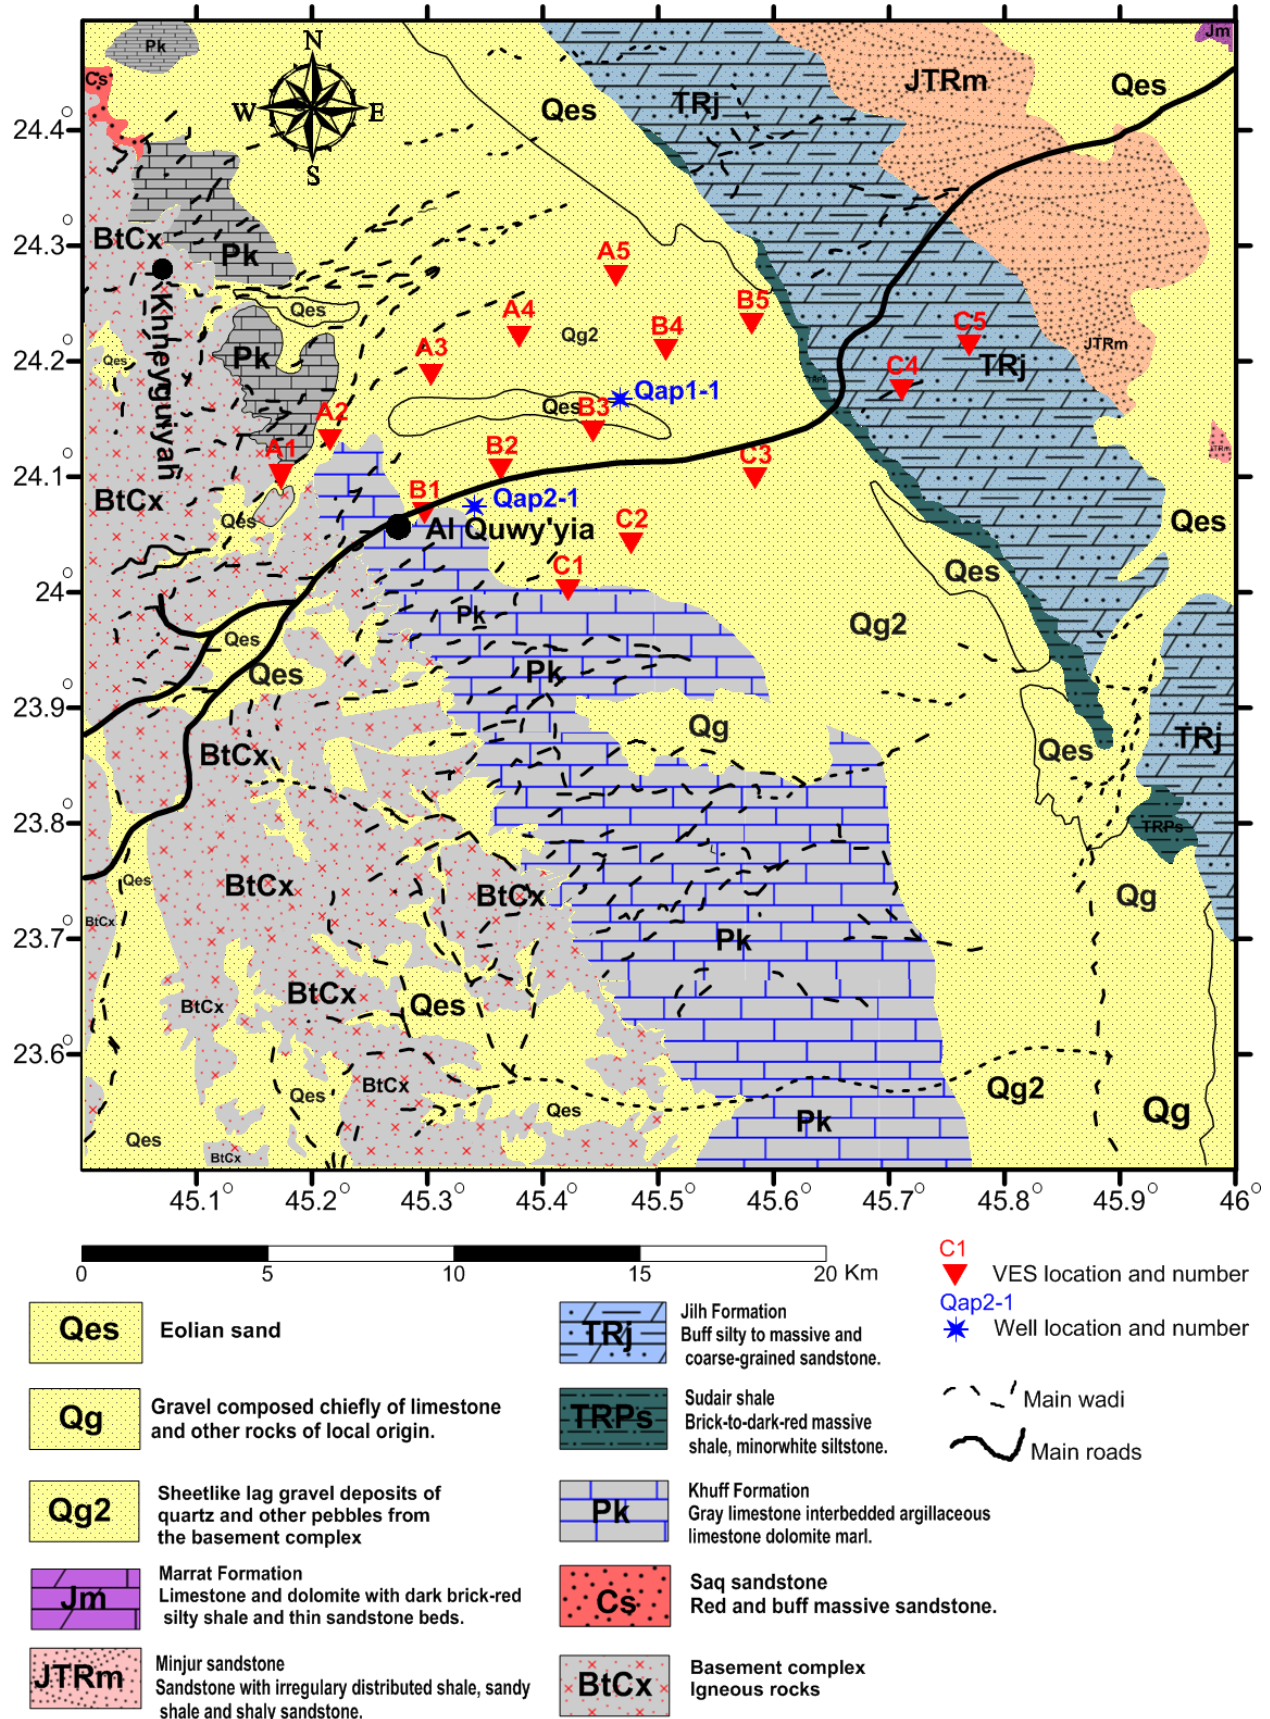 Pk
Jm
N
Cs
JTRm
Qes
Qes
TRj
W E
24.4°
S
24.3°
BtCx
Pk
A5
Qes
A4
B5
Qg2
B4
C5
24.2°
Qes
Pk
A3
JTRm
TRj
C4
Khneyguiyah
Qap1-1
Qes
B3
A2
JTRm
A1
B2
C3
24.1°
BtCx
B1
Qap2-1
Qes
Al Quwy'yia
C2
Qes
C1
Qes
24°
Pk
Qg2
Qes
Qes
Pk
23.9°
Qg
BtCx
Qes
TRj
23.8°
TRPs
Qes
BtCx
BtCx
Qg
BtCx
23.7°
Pk
BtCx
BtCx
Qes
23.6°
BtCx
Qes
Qg2
Qes
Pk
Qg
Qes
BtCx
45.1° 45.2° 45.3° 45.4° 45.5° 45.6° 45.7° 45.8° 45.9° 46°
0 5 10 15 20 Km
C1
VES location and number
Qap2-1
Well location and number
Main wadi
Main roads
Qes
Eolian sand
Qg
Gravel composed chiefly of limestone
and other rocks of local origin.
Qg2
Sheetlike lag gravel deposits of
quartz and other pebbles from
the basement complex
Jm
Marrat Formation
Limestone and dolomite with dark brick-red
silty shale and thin sandstone beds.
JTRm
Minjur sandstone
Sandstone with irregulary distributed shale, sandy
shale and shaly sandstone.
TRj
Jilh Formation
Buff silty to massive and
coarse-grained sandstone.
TRPs
Sudair shale
Brick-to-dark-red massive
shale, minorwhite siltstone.
Pk
Khuff Formation
Gray limestone interbedded argillaceous
limestone dolomite marl.
Cs
Saq sandstone
Red and buff massive sandstone.
BtCx
Basement complex
Igneous rocks